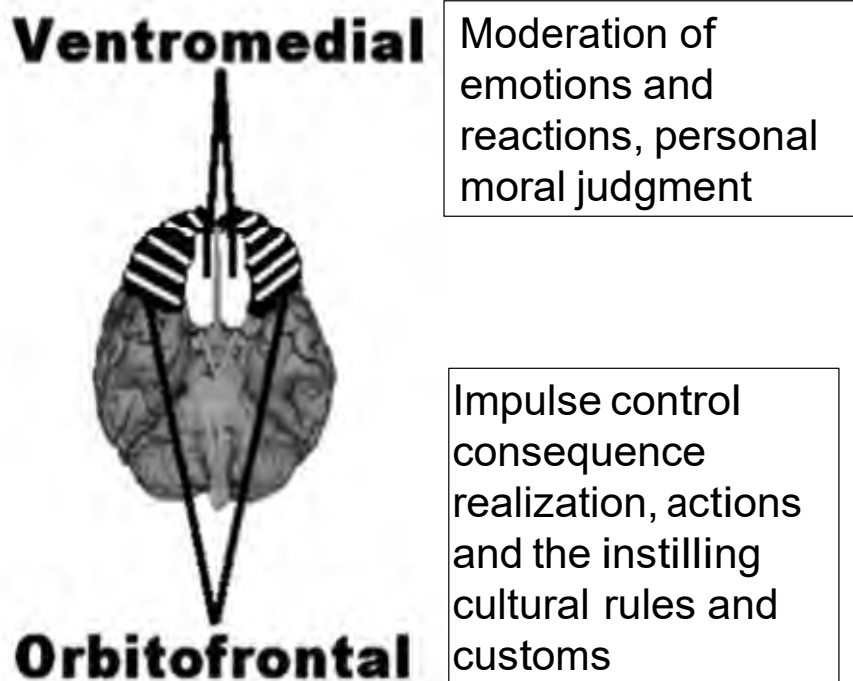 Ventromedial
Moderation of
emotions and
reactions, personal
moral judgment
Impulse control
consequence
realization, actions
and the instilling
cultural rules and
customs
Orbitofrontal